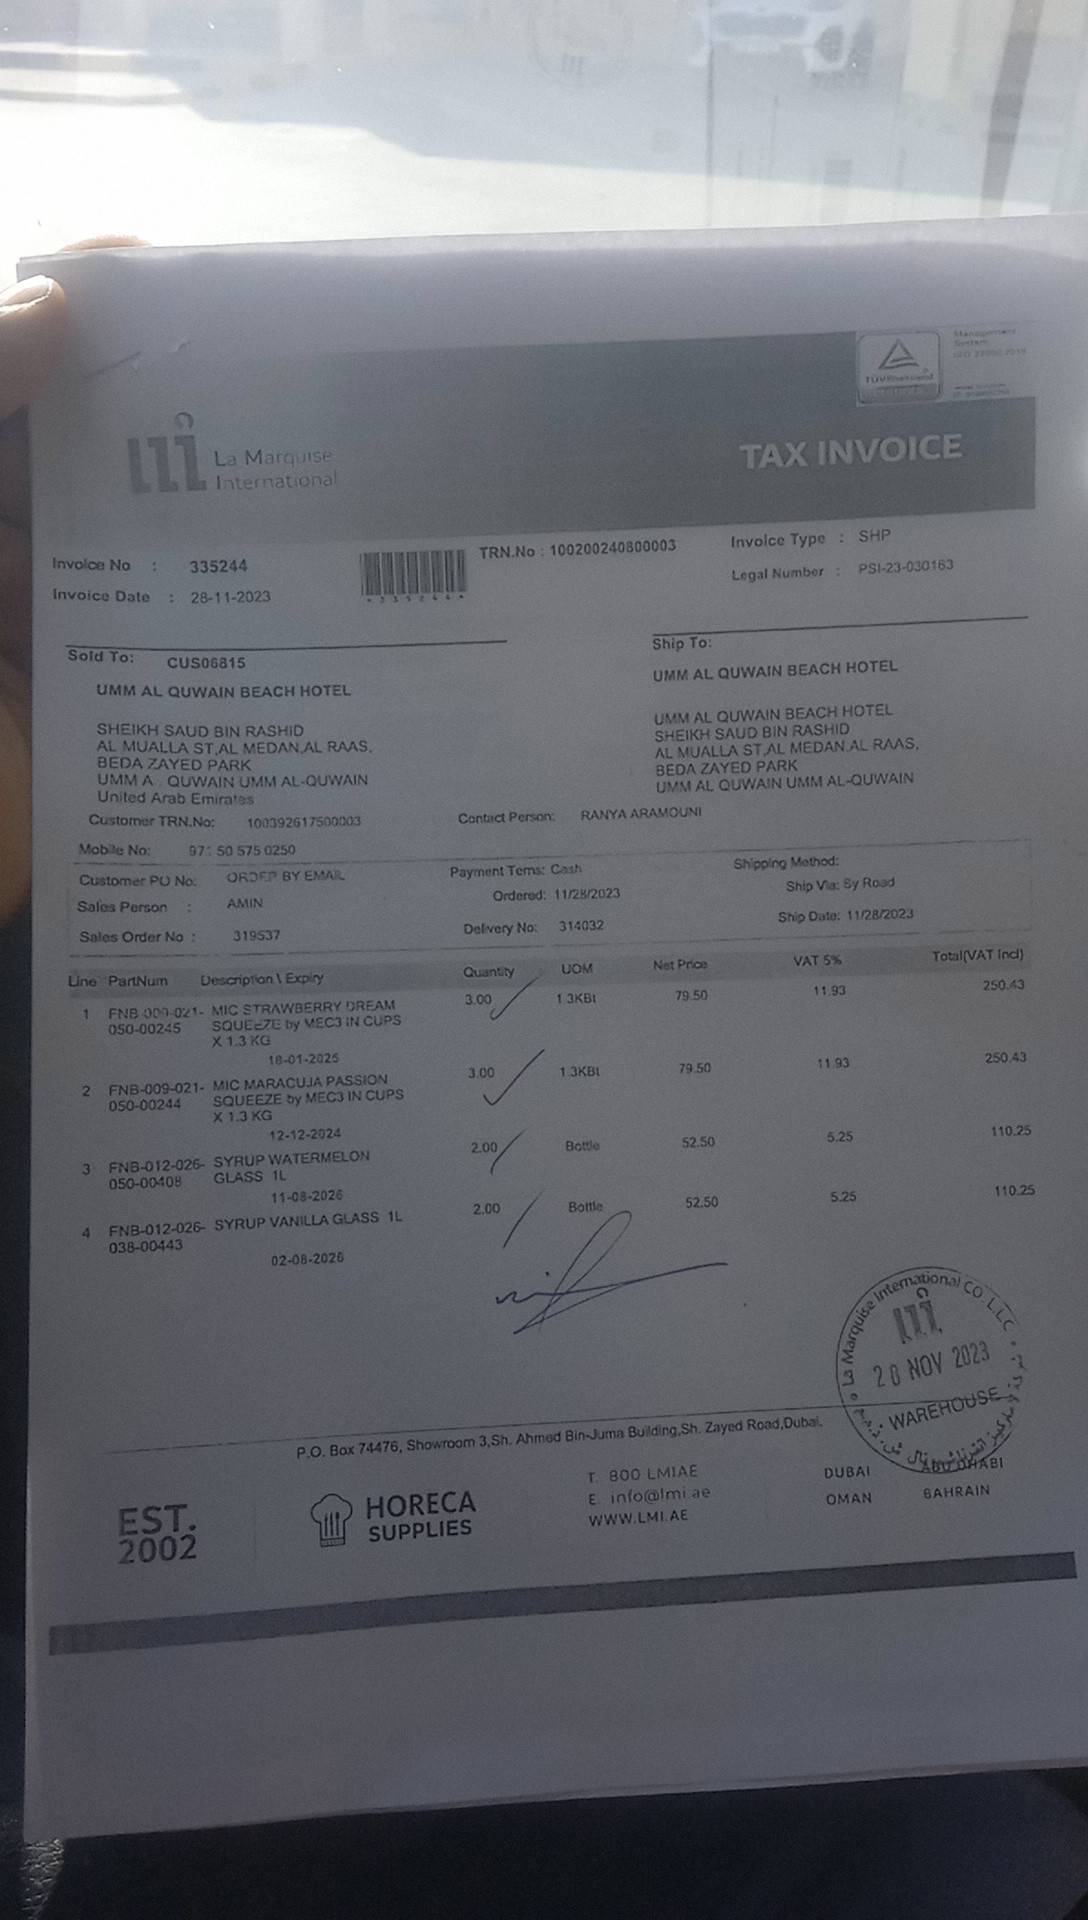 Management
System
ISO 22000:2018
TÜVRheinland
La Marquise
International
TAX INVOICE
Invoice No : 335244
Invoice Date : 28-11-2023
*335244*
TRN.No : 100200240800003
Invoice Type : SHP
Legal Number : PSI-23-030163
Sold To: CUS06815
UMM AL QUWAIN BEACH HOTEL
SHEIKH SAUD BIN RASHID
AL MUALLA ST,AL MEDAN,AL RAAS,
BEDA ZAYED PARK
UMM A QUWAIN UMM AL-QUWAIN
United Arab Emirates
Ship To:
UMM AL QUWAIN BEACH HOTEL
UMM AL QUWAIN BEACH HOTEL
SHEIKH SAUD BIN RASHID
AL MUALLA ST,AL MEDAN,AL RAAS,
BEDA ZAYED PARK
UMM AL QUWAIN UMM AL-QUWAIN
Customer TRN.No: 100392617500003
Contact Person: RANYA ARAMOUNI
Mobile No: 971 50 575 0250
Customer PO No: ORDER BY EMAIL
Sales Person : AMIN
Sales Order No : 319537
Payment Tems: Cash
Ordered: 11/28/2023
Delivery No: 314032
Shipping Method:
Ship Via: By Road
Ship Date: 11/28/2023
Line PartNum Description \ Expiry Quantity UOM Net Price VAT 5% Total(VAT Incl)
1 FNB-009-021- MIC STRAWBERRY DREAM 3.00 1.3KBt 79.50 11.93 250.43
050-00245 SQUEEZE by MEC3 IN CUPS
X 1.3 KG
18-01-2025
2 FNB-009-021- MIC MARACUJA PASSION 3.00 1.3KBt 79.50 11.93 250.43
050-00244 SQUEEZE by MEC3 IN CUPS
X 1.3 KG
12-12-2024
3 FNB-012-026- SYRUP WATERMELON 2.00 Bottle 52.50 5.25 110.25
050-00408 GLASS 1L
11-08-2026
4 FNB-012-026- SYRUP VANILLA GLASS 1L 2.00 Bottle 52.50 5.25 110.25
038-00443
02-08-2026
La Marquise International CO. L.L.C
28 NOV 2023
WAREHOUSE
P.O. Box 74476, Showroom 3,Sh. Ahmed Bin-Juma Building,Sh. Zayed Road,Dubai.
EST.
2002
HORECA
SUPPLIES
T. 800 LMIAE
E. info@lmi.ae
WWW.LMI.AE
DUBAI ABU DHABI
OMAN BAHRAIN